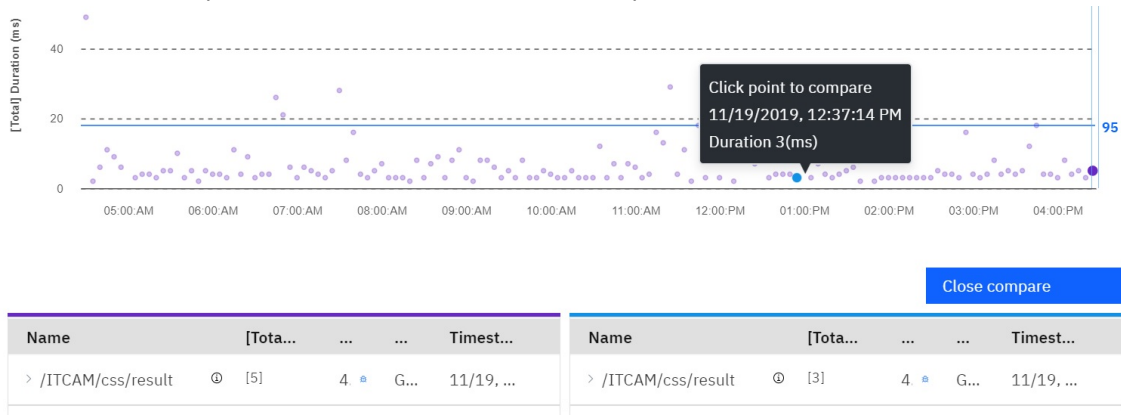 [Total] Duration (ms)
40
20
0
Click point to compare
11/19/2019, 12:37:14 PM
Duration 3(ms)
95
05:00:AM 06:00:AM 07:00:AM 08:00:AM 09:00:AM 10:00:AM 11:00:AM 12:00:PM 01:00:PM 02:00:PM 03:00:PM 04:00:PM
Close compare
Name [Tota... ... ... Timest... Name [Tota... ... ... Timest...
> /ITCAM/css/result [5] 4. G... 11/19, ... > /ITCAM/css/result [3] 4. G... 11/19, ...